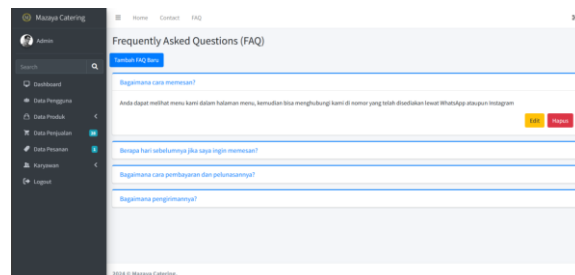 Mazaya Catering
Home Contact FAQ
Admin
Search
Dashboard
Data Pengguna
Data Produk
Data Penjualan
Data Pesanan
Karyawan
Logout
Frequently Asked Questions (FAQ)
Tambah FAQ Baru
Bagaimana cara memesan?
Anda dapat melihat menu kami dalam halaman menu, kemudian bisa menghubungi kami di nomor yang telah disediakan lewat WhatsApp ataupun Instagram
Edit Hapus
Berapa hari sebelumnya jika saya ingin memesan?
Bagaimana cara pembayaran dan pelunasannya?
Bagaimana pengirimannya?
Mazaya Catering.